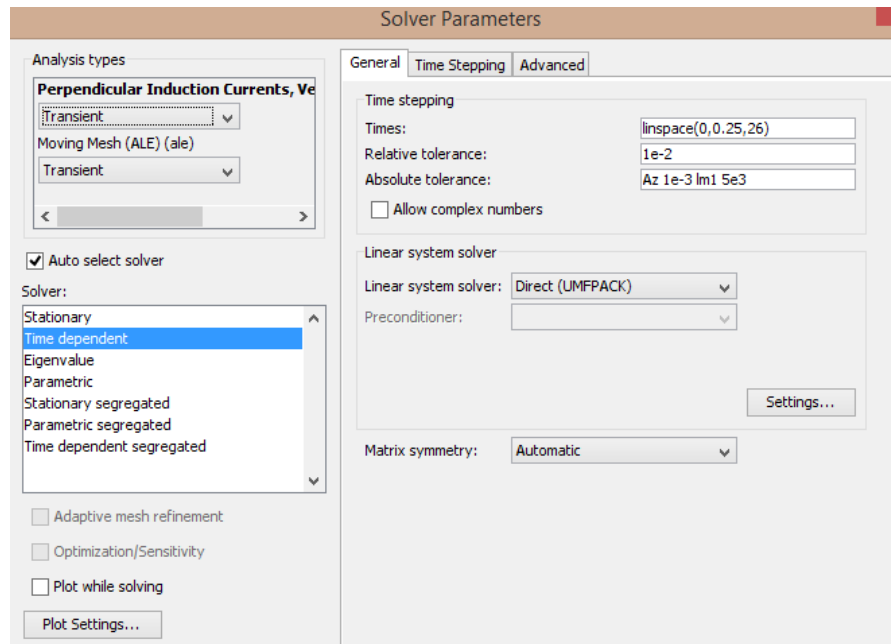 Solver Parameters
Analysis types
Perpendicular Induction Currents, Ve
Transient
Moving Mesh (ALE) (ale)
Transient
Auto select solver
Solver:
Stationary
Time dependent
Eigenvalue
Parametric
Stationary segregated
Parametric segregated
Time dependent segregated
Adaptive mesh refinement
Optimization/Sensitivity
Plot while solving
Plot Settings...
General Time Stepping Advanced
Time stepping
Times: linspace(0,0.25,26)
Relative tolerance: 1e-2
Absolute tolerance: Az 1e-3 lm1 5e3
Allow complex numbers
Linear system solver
Linear system solver: Direct (UMFPACK)
Preconditioner:
Settings...
Matrix symmetry: Automatic